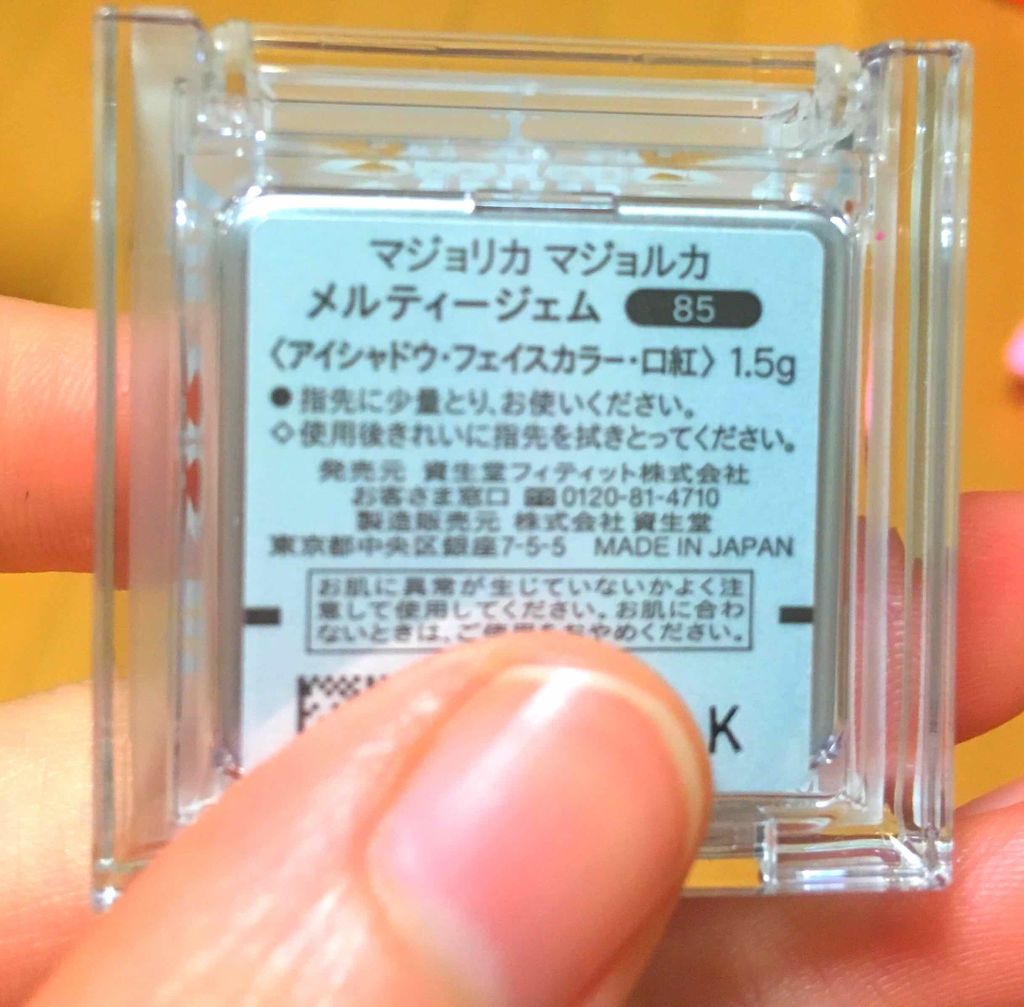 マジョリカ マジョルカ
メルティージェム 85
〈アイシャドウ・フェイスカラー・口紅〉 1.5g
●指先に少量とり、お使いください。
◇使用後きれいに指先を拭きとってください。
発売元 資生堂フィティット株式会社
お客さま窓口 0120-81-4710
製造販売元 株式会社 資生堂
東京都中央区銀座7-5-5 MADE IN JAPAN
お肌に異常が生じていないかよく注
意して使用してください。お肌に合わ
ないときは、ご使用をおやめください。
K